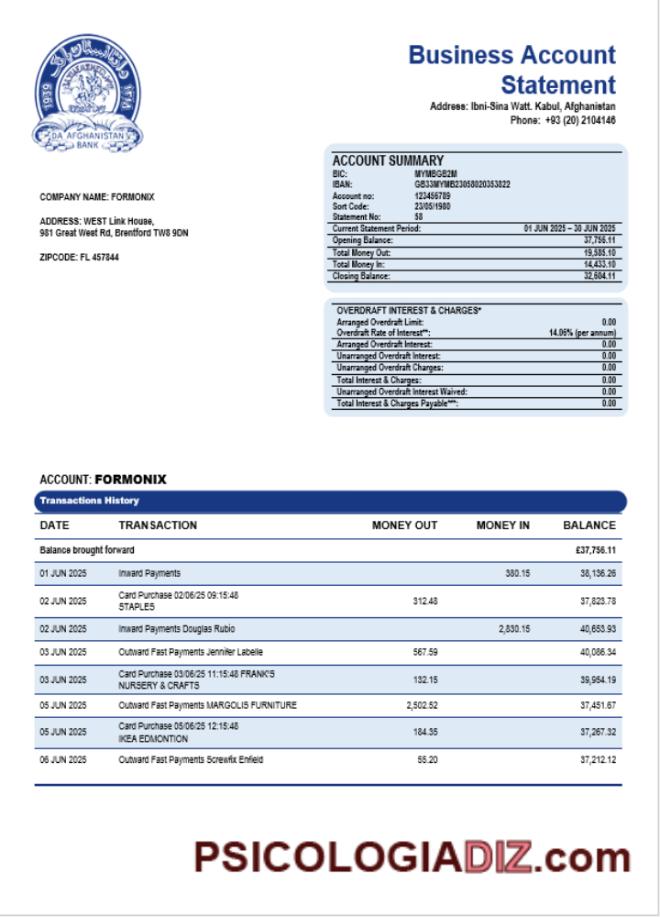 Business Account
Statement
Address: Ibni-Sina Watt. Kabul, Afghanistan
Phone: +93 (20) 2104146
1939
DA AFGHANISTAN
BANK
COMPANY NAME: FORMONIX
ADDRESS: WEST Link House,
981 Great West Rd, Brentford TW8 9DN
ZIPCODE: FL 457844
ACCOUNT SUMMARY
BIC: MYMBGB2M
IBAN: GB33MYMB23058020353822
Account no: 123456789
Sort Code: 23/05/1980
Statement No: 58
Current Statement Period: 01 JUN 2025 – 30 JUN 2025
Opening Balance: 37,756.11
Total Money Out: 19,585.10
Total Money In: 14,433.10
Closing Balance: 32,604.11
OVERDRAFT INTEREST & CHARGES*
Arranged Overdraft Limit: 0.00
Overdraft Rate of Interest**: 14.06% (per annum)
Arranged Overdraft Interest: 0.00
Unarranged Overdraft Interest: 0.00
Unarranged Overdraft Charges: 0.00
Total Interest & Charges: 0.00
Unarranged Overdraft Interest Waived: 0.00
Total Interest & Charges Payable***: 0.00
ACCOUNT: FORMONIX
Transactions History
DATE TRANSACTION MONEY OUT MONEY IN BALANCE
Balance brought forward £37,756.11
01 JUN 2025 Inward Payments 380.15 38,136.26
02 JUN 2025 Card Purchase 02/06/25 09:15:48 312.48 37,823.78
STAPLES
02 JUN 2025 Inward Payments Douglas Rubio 2,830.15 40,653.93
03 JUN 2025 Outward Fast Payments Jennifer Labelle 567.59 40,086.34
03 JUN 2025 Card Purchase 03/06/25 11:15:48 FRANK'S 132.15 39,954.19
NURSERY & CRAFTS
05 JUN 2025 Outward Fast Payments MARGOLIS FURNITURE 2,502.52 37,451.67
05 JUN 2025 Card Purchase 05/06/25 12:15:48 184.35 37,267.32
IKEA EDMONTION
06 JUN 2025 Outward Fast Payments Screwfix Enfield 55.20 37,212.12
PSICOLOGIADIZ.com